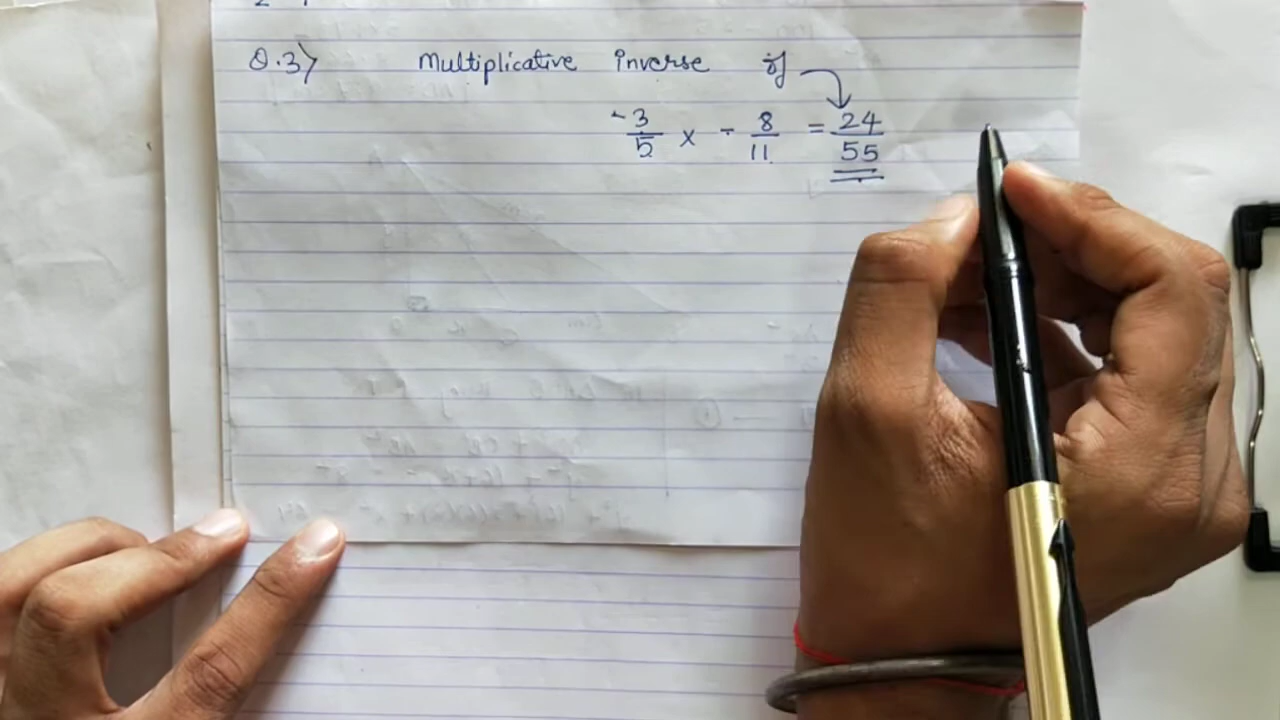 Q.3) Multiplicative inverse of
-3/5 x - 8/11 = 24/55